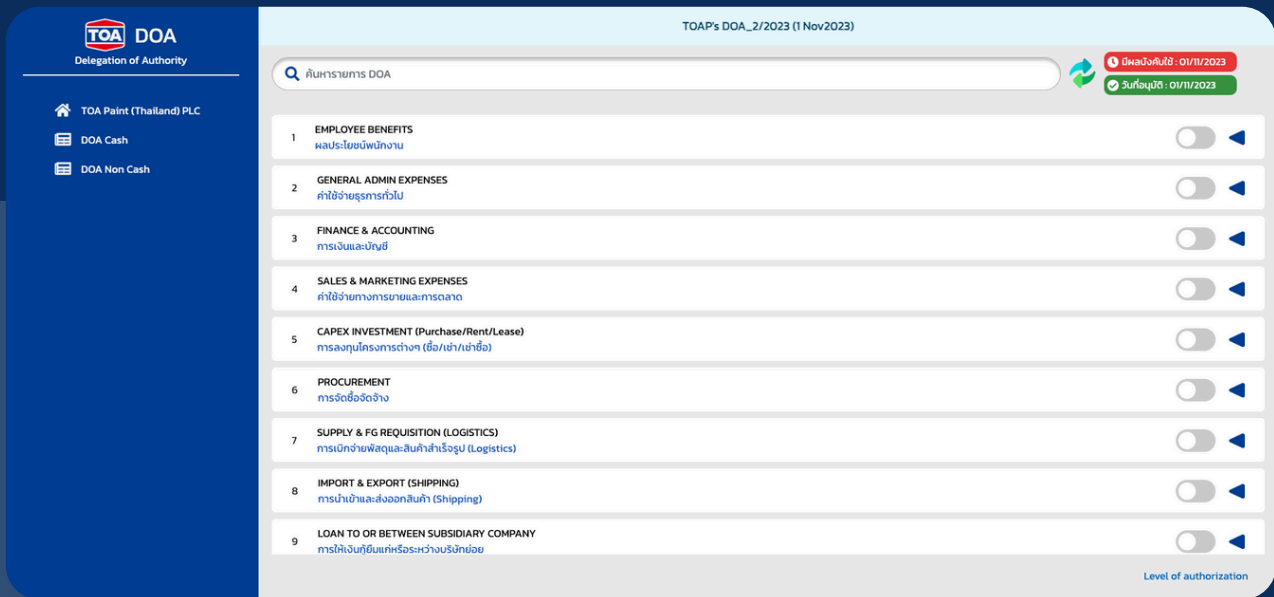 TOA DOA
Delegation of Authority
TOA Paint (Thailand) PLC
DOA Cash
DOA Non Cash
TOAP's DOA_2/2023 (1 Nov2023)
ค้นหารายการ DOA
มีผลบังคับใช้ : 01/11/2023
วันที่อนุมัติ : 01/11/2023
1 EMPLOYEE BENEFITS
ผลประโยชน์พนักงาน
2 GENERAL ADMIN EXPENSES
ค่าใช้จ่ายธุรการทั่วไป
3 FINANCE & ACCOUNTING
การเงินและบัญชี
4 SALES & MARKETING EXPENSES
ค่าใช้จ่ายทางการขายและการตลาด
5 CAPEX INVESTMENT (Purchase/Rent/Lease)
การลงทุนโครงการต่างๆ (ซื้อ/เช่า/เช่าซื้อ)
6 PROCUREMENT
การจัดซื้อจัดจ้าง
7 SUPPLY & FG REQUISITION (LOGISTICS)
การเบิกจ่ายพัสดุและสินค้าสำเร็จรูป (Logistics)
8 IMPORT & EXPORT (SHIPPING)
การนำเข้าและส่งออกสินค้า (Shipping)
9 LOAN TO OR BETWEEN SUBSIDIARY COMPANY
การให้เงินกู้ยืมแก่หรือระหว่างบริษัทย่อย
Level of authorization